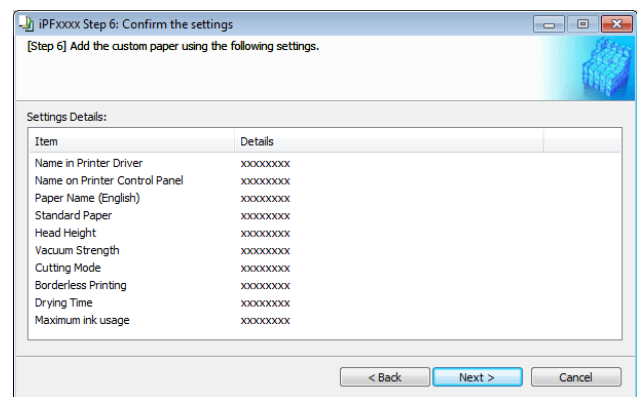 iPFxxxx Step 6: Confirm the settings
[Step 6] Add the custom paper using the following settings.
Settings Details:
Item Details
Name in Printer Driver xxxxxxxx
Name on Printer Control Panel xxxxxxxx
Paper Name (English) xxxxxxxx
Standard Paper xxxxxxxx
Head Height xxxxxxxx
Vacuum Strength xxxxxxxx
Cutting Mode xxxxxxxx
Borderless Printing xxxxxxxx
Drying Time xxxxxxxx
Maximum ink usage xxxxxxxx
< Back Next > Cancel